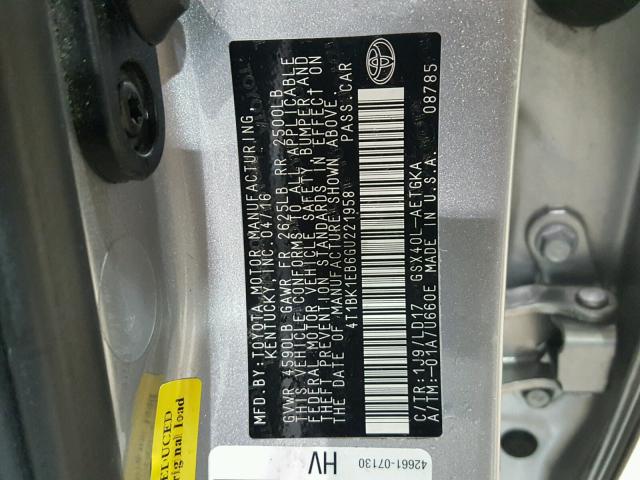 MFD.BY: TOYOTA MOTOR MANUFACTURING,
KENTUCKY, INC. 04/16
GVWR 4590LB GAWR FR 2625LB RR 2500LB
THIS VEHICLE CONFORMS TO ALL APPLICABLE
FEDERAL MOTOR VEHICLE SAFETY, BUMPER, AND
THEFT PREVENTION STANDARDS IN EFFECT ON
THE DATE OF MANUFACTURE SHOWN ABOVE.
4T1BK1EB6GU221958 PASS.CAR
C/TR: 1J9/LD17 GSX40L-AETGKA
A/TM:-01A/U660E MADE IN U.S.A. 08785
EDUCED
original load
HV
42661-07130